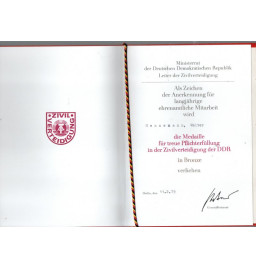 ZIVIL
VERTEIDIGUNG
Ministerrat
der Deutschen Demokratischen Republik
Leiter der Zivilverteidigung
Als Zeichen
der Anerkennung für
langjährige
ehrenamtliche Mitarbeit
wird
die Medaille
für treue Pflichterfüllung
in der Zivilverteidigung der DDR
in Bronze
verliehen